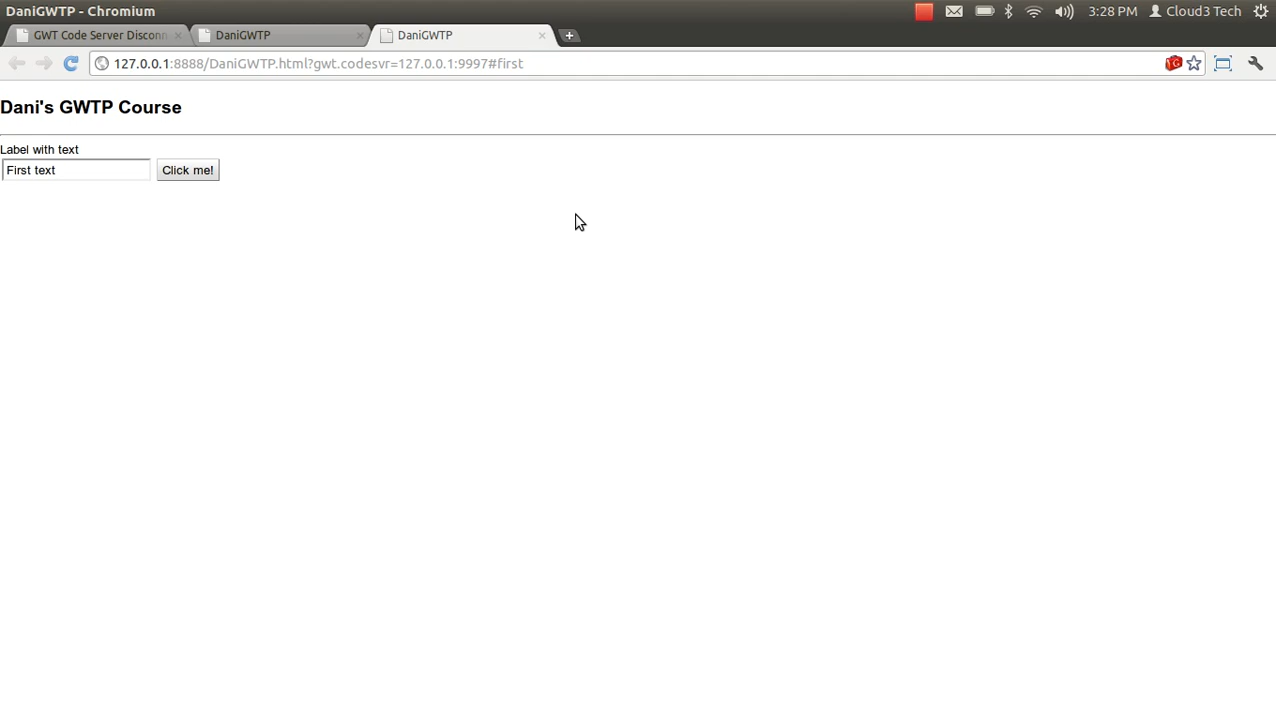 DaniGWTP - Chromium
3:28 PM Cloud3 Tech
GWT Code Server Disconn
DaniGWTP
DaniGWTP
127.0.0.1:8888/DaniGWTP.html?gwt.codesvr=127.0.0.1:9997#first
Dani's GWTP Course
Label with text
First text Click me!